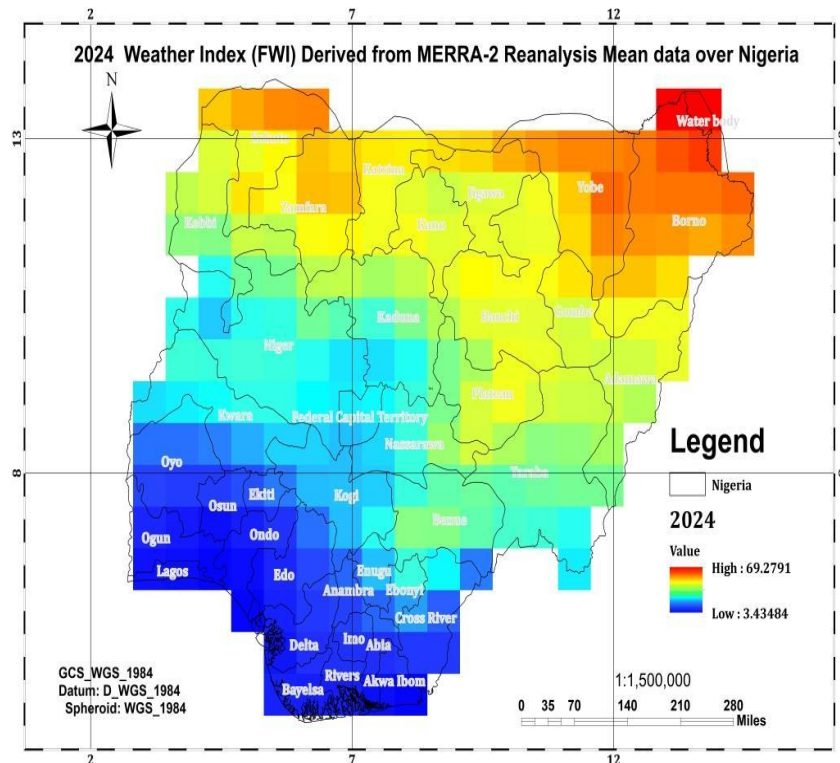 2 7 12
2024 Weather Index (FWI) Derived from MERRA-2 Reanalysis Mean data over Nigeria
N
Water body
13
Sokoto
Katsina
Yobe
Jigawa
Zamfara
Kebbi
Kano
Borno
Kaduna
Bauchi
Gombe
Niger
Adamawa
Plateau
Kwara
Federal Capital Territory
Nassarawa
Legend
Oyo
8
Taraba
Nigeria
Ekiti
Kogi
Osun
2024
Benue
Ogun
Ondo
Value
High : 69.2791
Lagos
Edo
Enugu
Anambra
Ebonyi
Low : 3.43484
Cross River
Delta
Imo
Abia
GCS_WGS_1984
Datum: D_WGS_1984
Spheroid: WGS_1984
Rivers
Bayelsa
Akwa Ibom
1:1,500,000
0 35 70 140 210 280
Miles
2 7 12